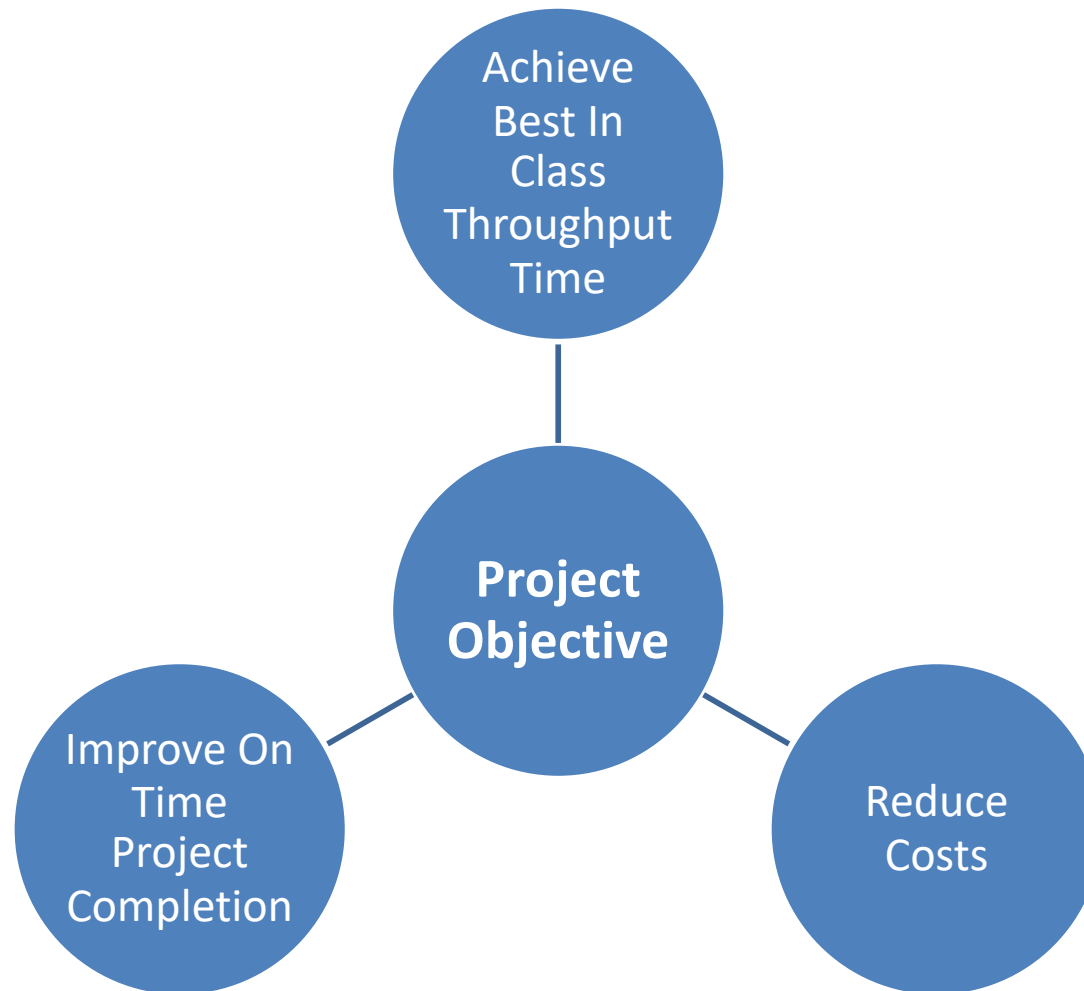 Achieve
Best In
Class
Throughput
Time
Project
Objective
Improve On
Time
Project
Completion
Reduce
Costs